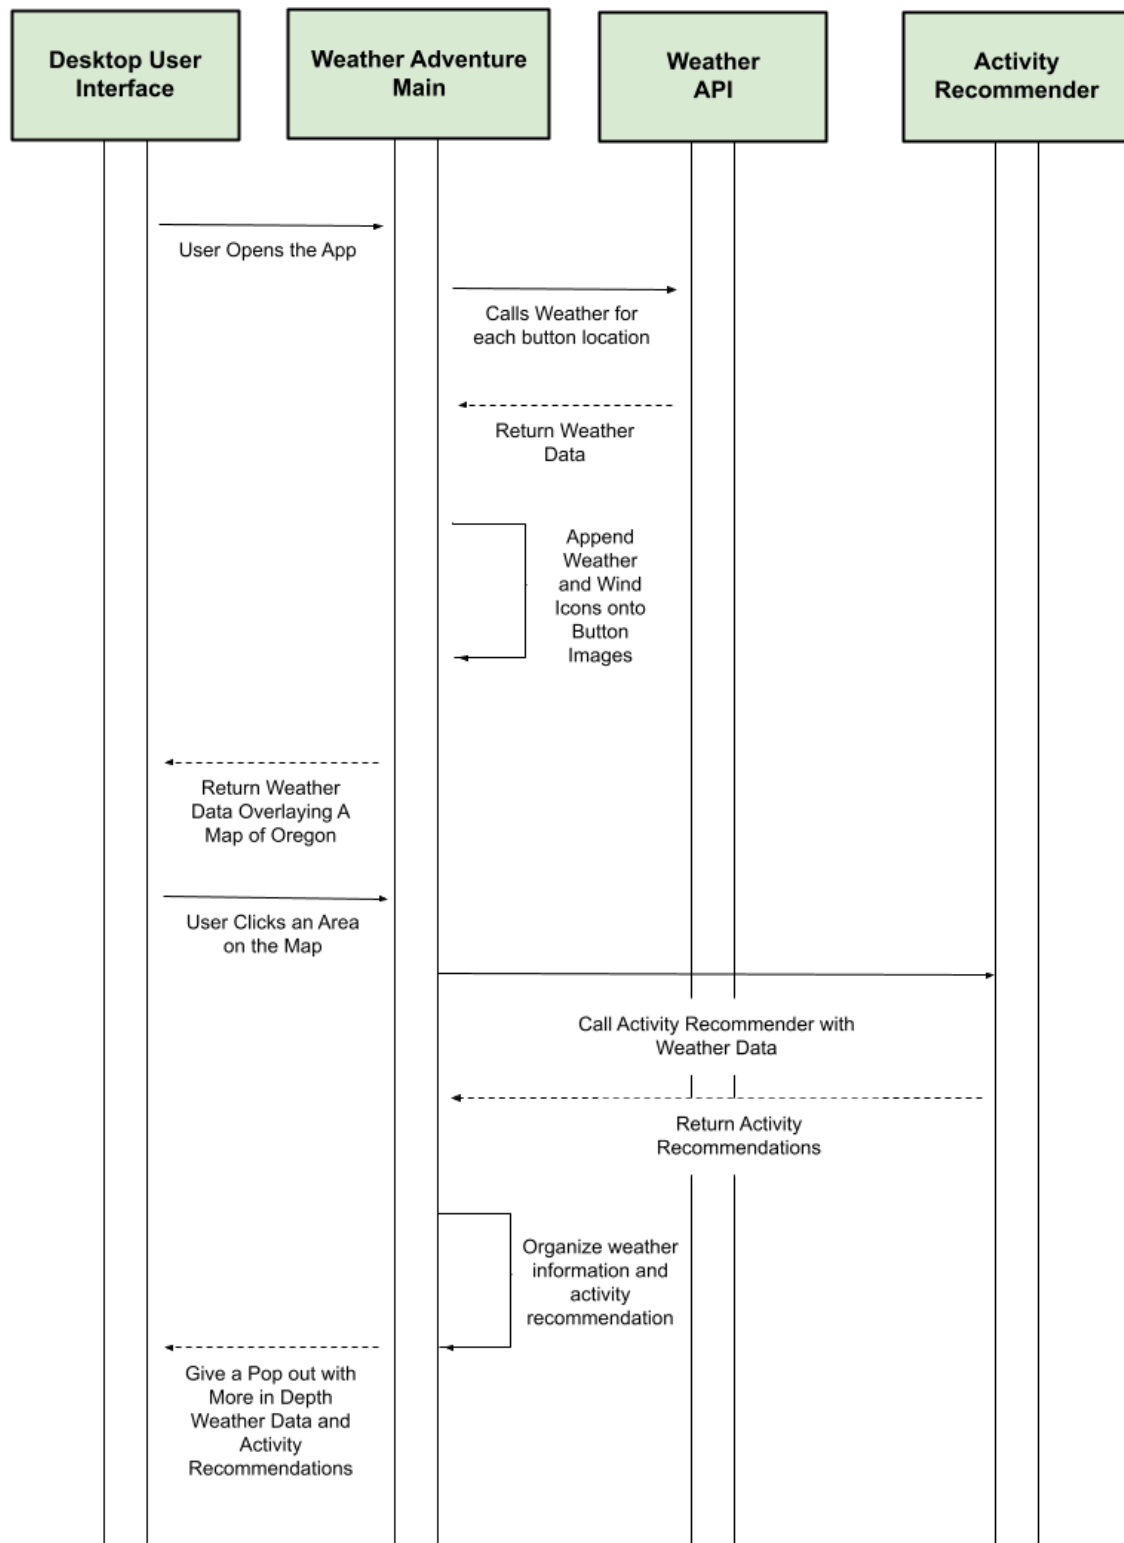 Desktop User
Interface
Weather Adventure
Main
Weather
API
Activity
Recommender
User Opens the App
Calls Weather for
each button location
Return Weather
Data
Append
Weather
and Wind
Icons onto
Button
Images
Return Weather
Data Overlaying A
Map of Oregon
User Clicks an Area
on the Map
Call Activity Recommender with
Weather Data
Return Activity
Recommendations
Organize weather
information and
activity
recommendation
Give a Pop out with
More in Depth
Weather Data and
Activity
Recommendations